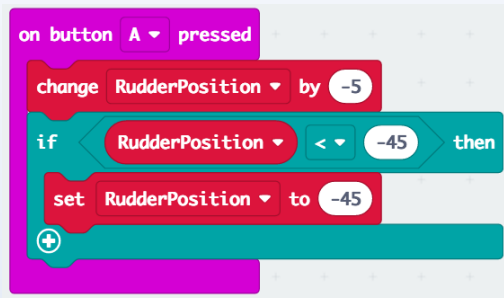 on button A pressed
change RudderPosition by -5
if RudderPosition < -45 then
set RudderPosition to -45